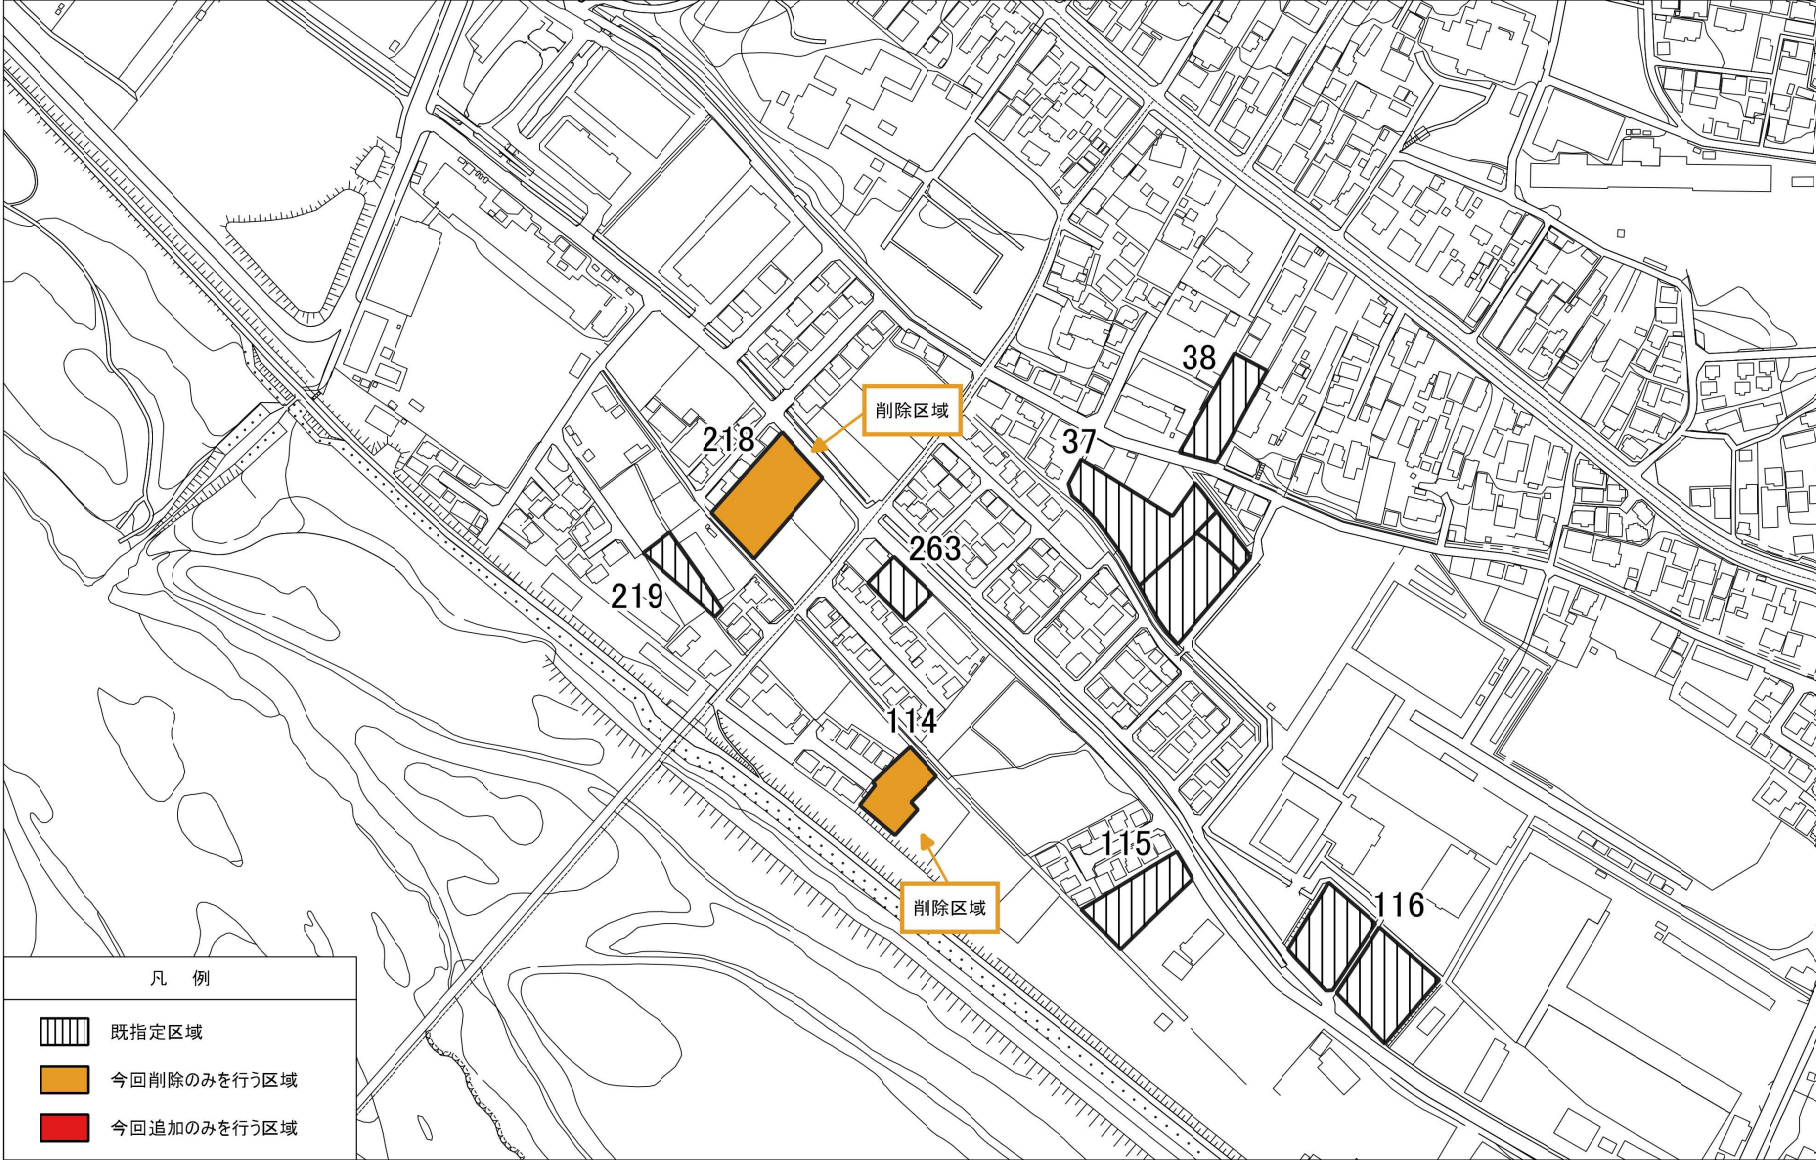 38
削除区域
37
218
263
219
114
115
116
削除区域
凡 例
既指定区域
今回削除のみを行う区域
今回追加のみを行う区域